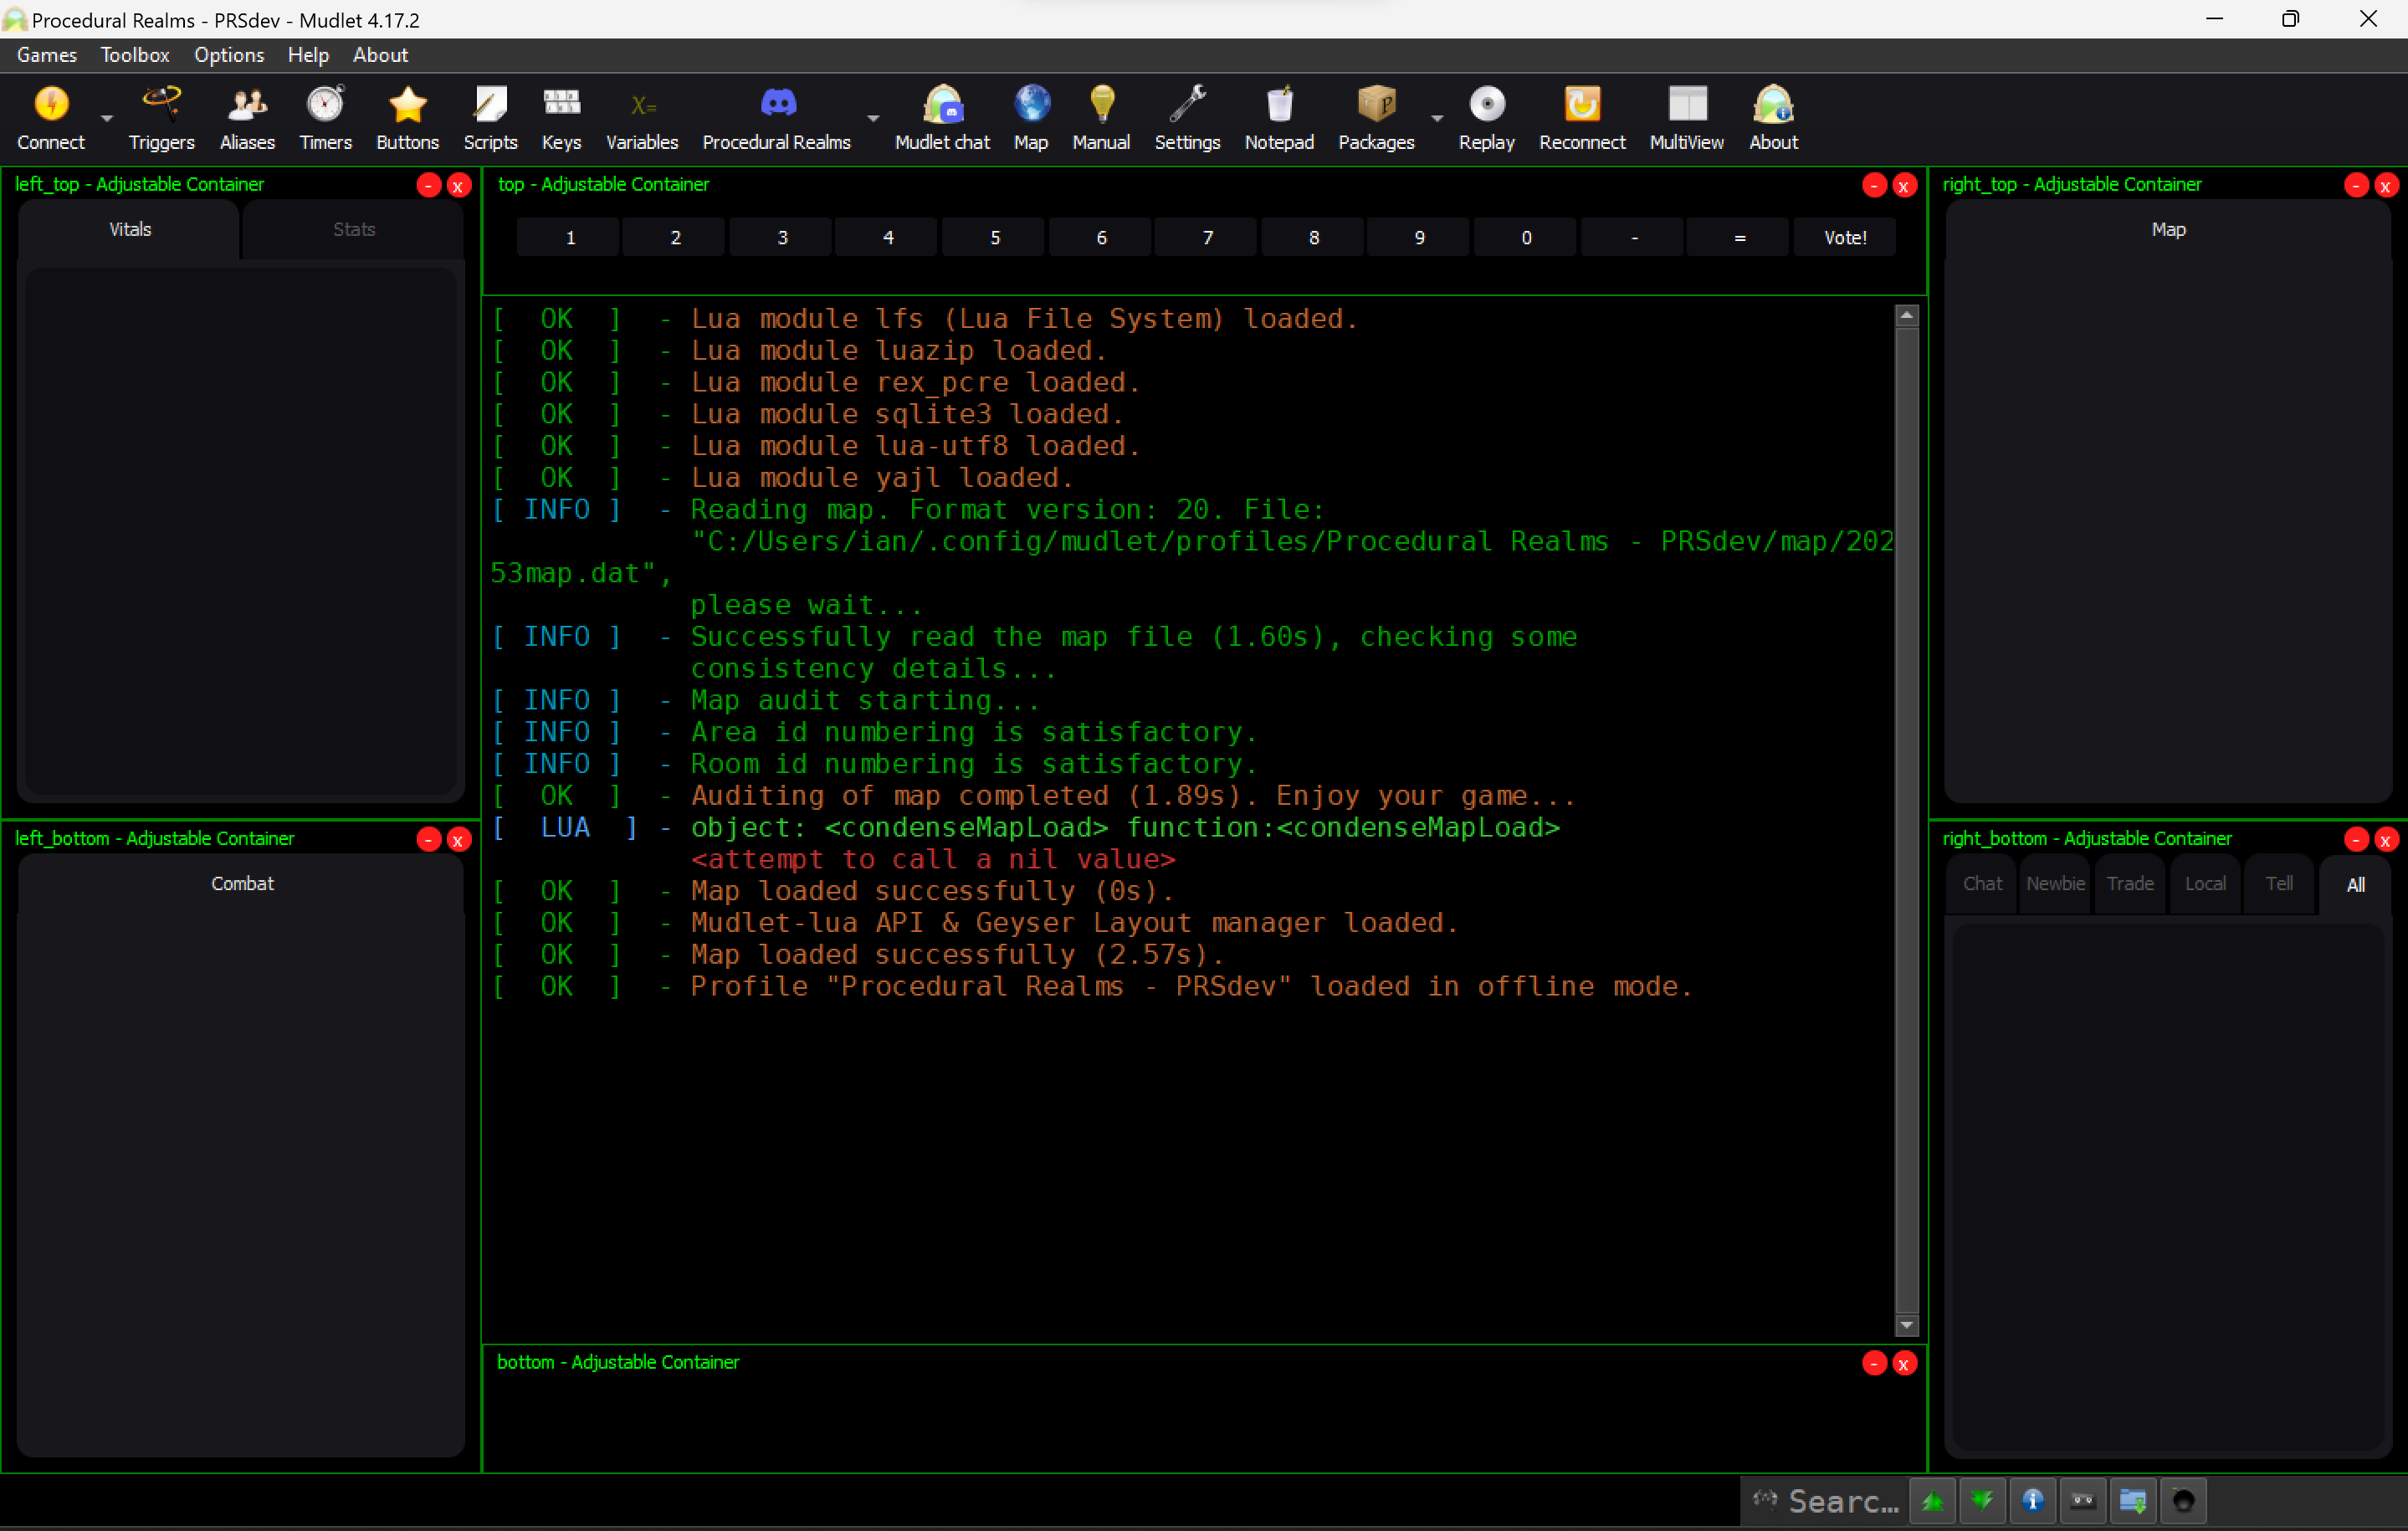 Procedural Realms - PRSdev - Mudlet 4.17.2
Games Toolbox Options Help About
Connect Triggers Aliases Timers Buttons Scripts Keys Variables Procedural Realms Mudlet chat Map Manual Settings Notepad Packages Replay Reconnect MultiView About
left_top - Adjustable Container - x
Vitals Stats
left_bottom - Adjustable Container - x
Combat
top - Adjustable Container - x
1 2 3 4 5 6 7 8 9 0 - = Vote!
[ OK ] - Lua module lfs (Lua File System) loaded.
[ OK ] - Lua module luazip loaded.
[ OK ] - Lua module rex_pcre loaded.
[ OK ] - Lua module sqlite3 loaded.
[ OK ] - Lua module lua-utf8 loaded.
[ OK ] - Lua module yajl loaded.
[ INFO ] - Reading map. Format version: 20. File:
"C:/Users/ian/.config/mudlet/profiles/Procedural Realms - PRSdev/map/202
53map.dat",
please wait...
[ INFO ] - Successfully read the map file (1.60s), checking some
consistency details...
[ INFO ] - Map audit starting...
[ INFO ] - Area id numbering is satisfactory.
[ INFO ] - Room id numbering is satisfactory.
[ OK ] - Auditing of map completed (1.89s). Enjoy your game...
[ LUA ] - object: <condenseMapLoad> function:<condenseMapLoad>
<attempt to call a nil value>
[ OK ] - Map loaded successfully (0s).
[ OK ] - Mudlet-lua API & Geyser Layout manager loaded.
[ OK ] - Map loaded successfully (2.57s).
[ OK ] - Profile "Procedural Realms - PRSdev" loaded in offline mode.
bottom - Adjustable Container - x
right_top - Adjustable Container - x
Map
right_bottom - Adjustable Container - x
Chat Newbie Trade Local Tell All
Searc...